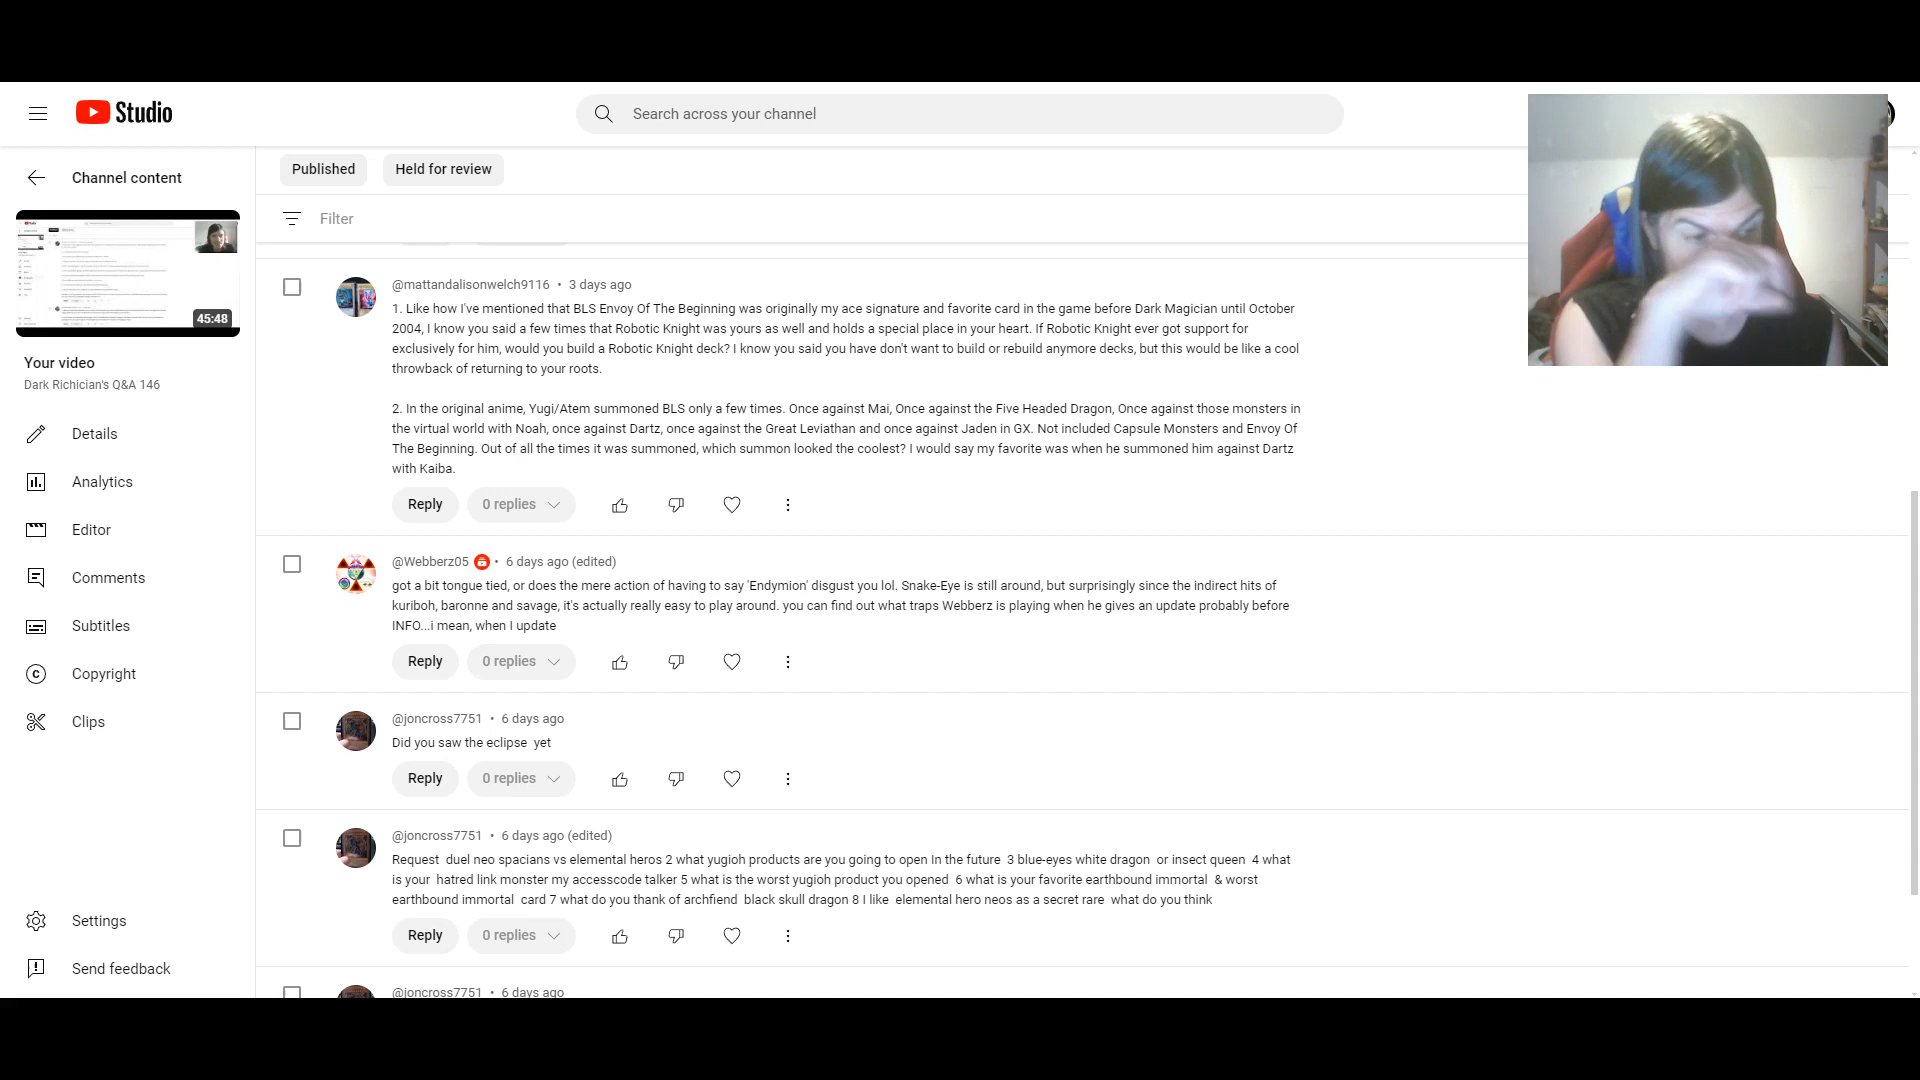 Studio
Search across your channel
Channel content
Published
Held for review
Filter
45:48
Your video
Dark Richician's Q&A 146
Details
Analytics
Editor
Comments
Subtitles
Copyright
Clips
Settings
Send feedback
@mattandalisonwelch9116 • 3 days ago
1. Like how I've mentioned that BLS Envoy Of The Beginning was originally my ace signature and favorite card in the game before Dark Magician until October
2004, I know you said a few times that Robotic Knight was yours as well and holds a special place in your heart. If Robotic Knight ever got support for
exclusively for him, would you build a Robotic Knight deck? I know you said you have don't want to build or rebuild anymore decks, but this would be like a cool
throwback of returning to your roots.
2. In the original anime, Yugi/Atem summoned BLS only a few times. Once against Mai, Once against the Five Headed Dragon, Once against those monsters in
the virtual world with Noah, once against Dartz, once against the Great Leviathan and once against Jaden in GX. Not included Capsule Monsters and Envoy Of
The Beginning. Out of all the times it was summoned, which summon looked the coolest? I would say my favorite was when he summoned him against Dartz
with Kaiba.
Reply 0 replies
@Webberz05 • 6 days ago (edited)
got a bit tongue tied, or does the mere action of having to say 'Endymion' disgust you lol. Snake-Eye is still around, but surprisingly since the indirect hits of
kuriboh, baronne and savage, it's actually really easy to play around. you can find out what traps Webberz is playing when he gives an update probably before
INFO...i mean, when I update
Reply 0 replies
@joncross7751 • 6 days ago
Did you saw the eclipse  yet
Reply 0 replies
@joncross7751 • 6 days ago (edited)
Request  duel neo spacians vs elemental heros 2 what yugioh products are you going to open In the future  3 blue-eyes white dragon  or insect queen  4 what
is your  hatred link monster my accesscode talker 5 what is the worst yugioh product you opened  6 what is your favorite earthbound immortal  & worst
earthbound immortal  card 7 what do you thank of archfiend  black skull dragon 8 I like  elemental hero neos as a secret rare  what do you think
Reply 0 replies
@joncross7751 • 6 days ago